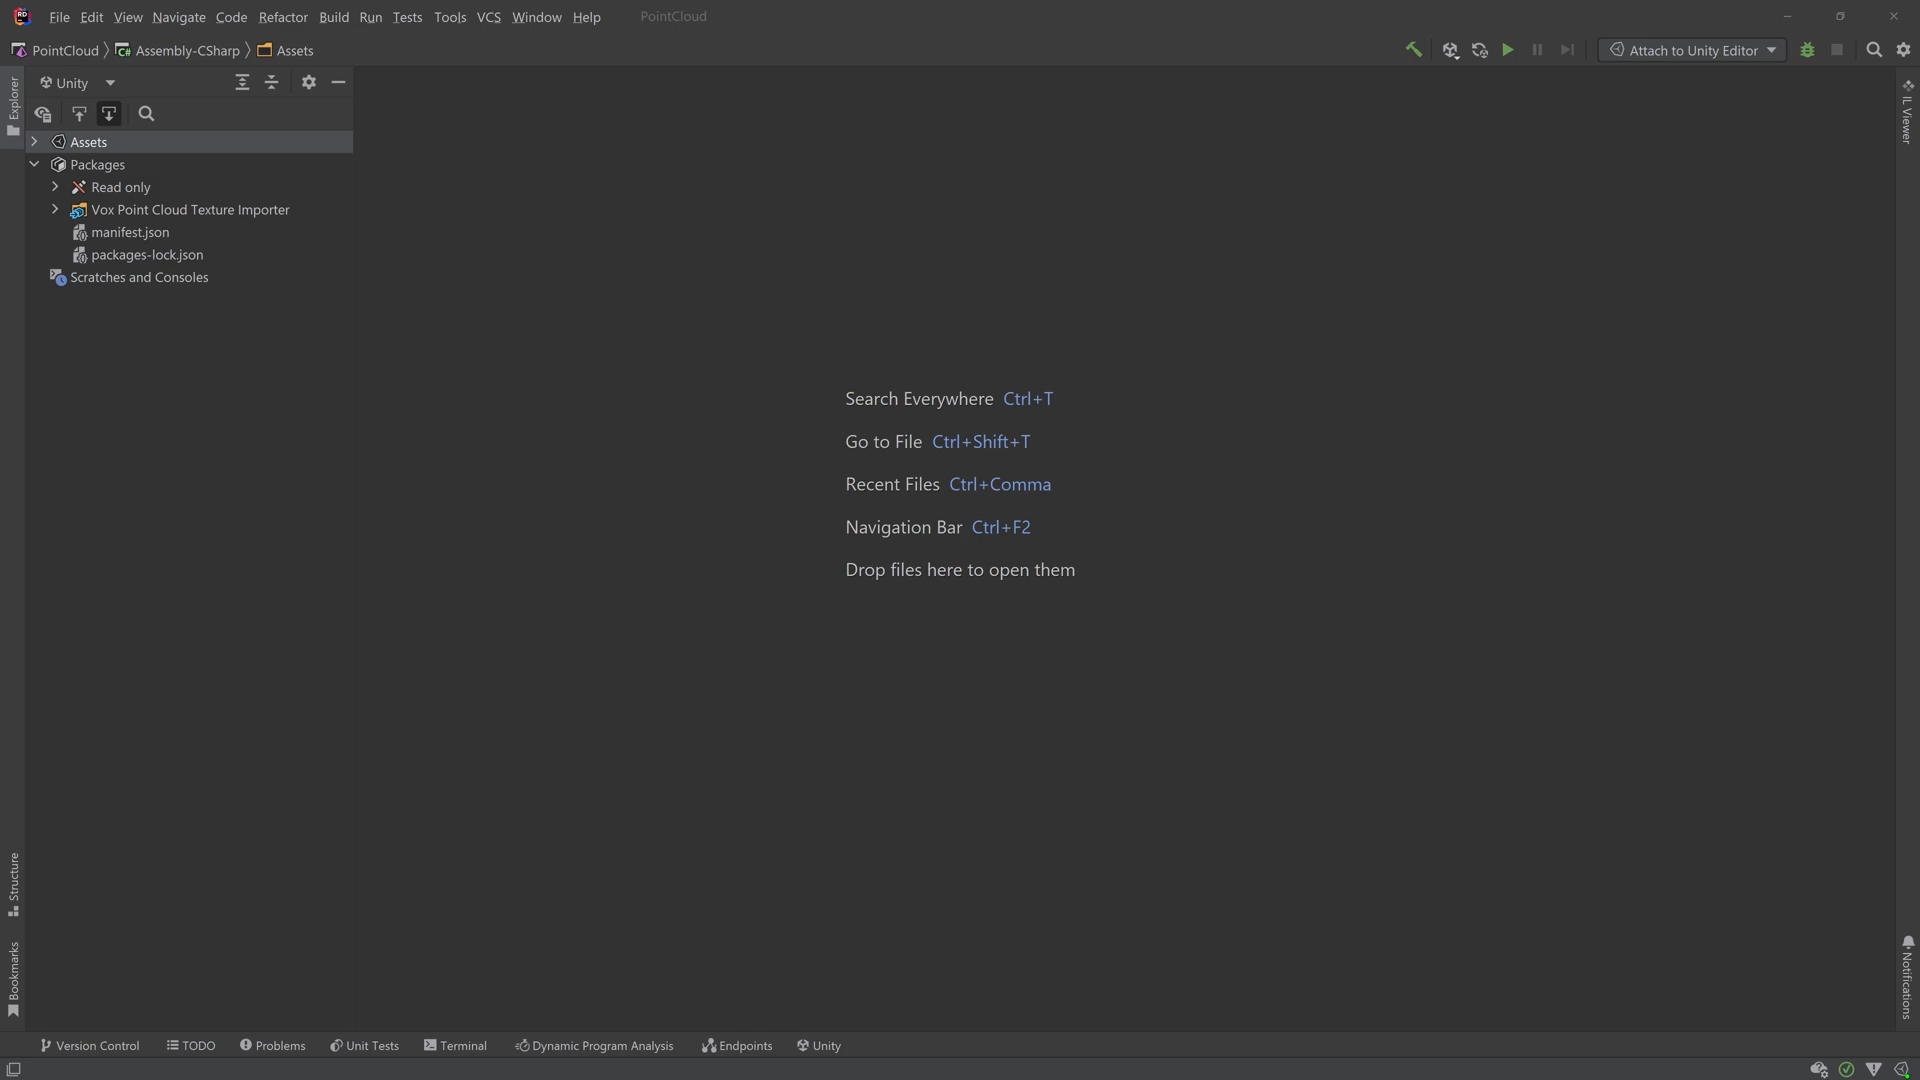 File Edit View Navigate Code Refactor Build Run Tests Tools VCS Window Help PointCloud
PointCloud Assembly-CSharp Assets
Attach to Unity Editor
Unity
Explorer
Assets
Packages
Read only
Vox Point Cloud Texture Importer
manifest.json
packages-lock.json
Scratches and Consoles
IL Viewer
Search Everywhere Ctrl+T
Go to File Ctrl+Shift+T
Recent Files Ctrl+Comma
Navigation Bar Ctrl+F2
Drop files here to open them
Structure
Bookmarks
Notifications
Version Control TODO Problems Unit Tests Terminal Dynamic Program Analysis Endpoints Unity